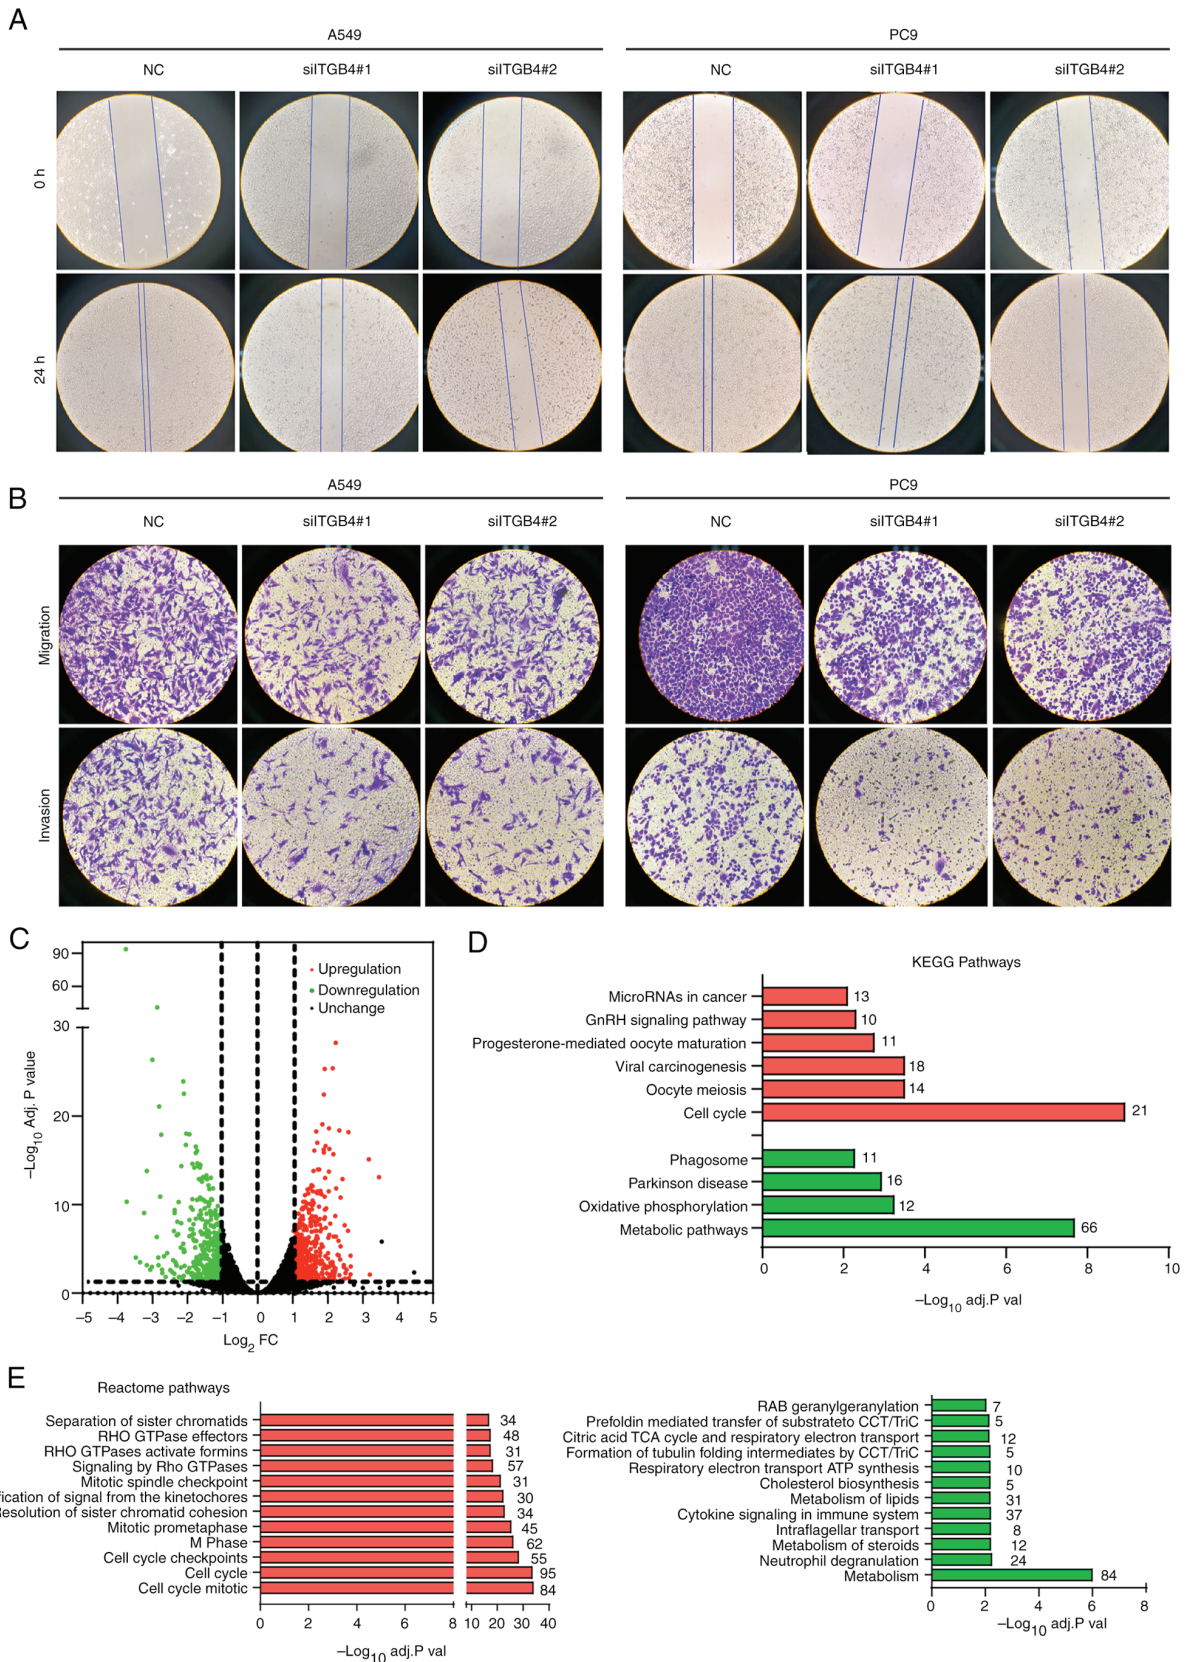 A
A549
PC9
NC
siITGB4#1
siITGB4#2
NC
siITGB4#1
siITGB4#2
0 h
24 h
B
A549
PC9
NC
siITGB4#1
siITGB4#2
NC
siITGB4#1
siITGB4#2
Migration
Invasion
C
90
60
30
20
10
0
−Log10 Adj. P value
Upregulation
Downregulation
Unchange
−5 −4 −3 −2 −1 0 1 2 3 4 5
Log2 FC
D
KEGG Pathways
MicroRNAs in cancer 13
GnRH signaling pathway 10
Progesterone-mediated oocyte maturation 11
Viral carcinogenesis 18
Oocyte meiosis 14
Cell cycle 21
Phagosome 11
Parkinson disease 16
Oxidative phosphorylation 12
Metabolic pathways 66
0 2 4 6 8 10
−Log10 adj.P val
E
Reactome pathways
Separation of sister chromatids 34
RHO GTPase effectors 48
RHO GTPases activate formins 31
Signaling by Rho GTPases 57
Mitotic spindle checkpoint 31
fication of signal from the kinetochores 30
Resolution of sister chromatid cohesion 34
Mitotic prometaphase 45
M Phase 62
Cell cycle checkpoints 55
Cell cycle 95
Cell cycle mitotic 84
0 2 4 6 8 10 20 30 40
−Log10 adj.P val
RAB geranylgeranylation 7
Prefoldin mediated transfer of substrateto CCT/TriC 5
Citric acid TCA cycle and respiratory electron transport 12
Formation of tubulin folding intermediates by CCT/TriC 5
Respiratory electron transport ATP synthesis 10
Cholesterol biosynthesis 5
Metabolism of lipids 31
Cytokine signaling in immune system 37
Intraflagellar transport 8
Metabolism of steroids 12
Neutrophil degranulation 24
Metabolism 84
0 2 4 6 8
−Log10 adj.P val